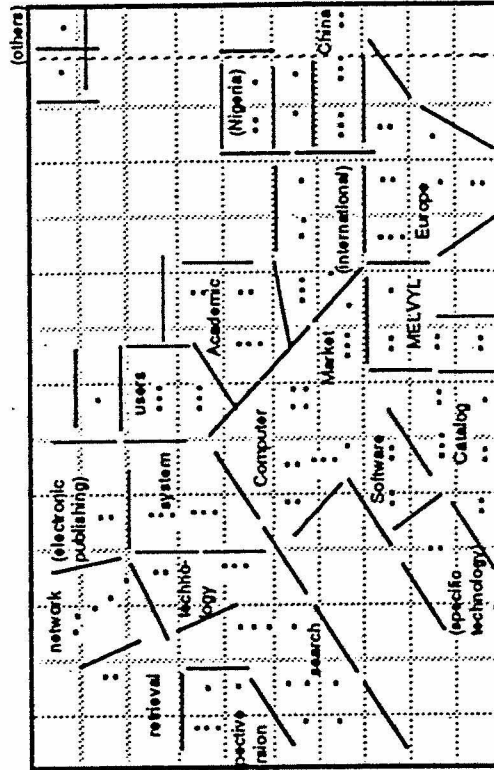 (others)
network
(electronic
publishing)
users
retrieval
system
techno-
logy
Academic
(Nigeria)
pective
rsion
Computer
search
China
Market
(international)
Software
MELVYL
Europe
(specific
technology)
Catalog